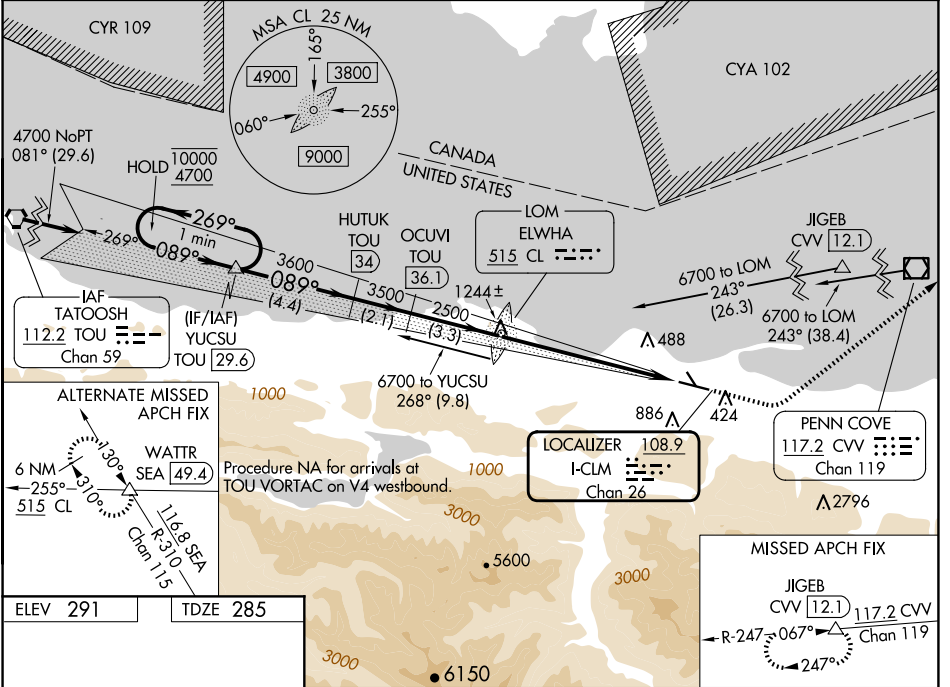 CYR 109
MSA CL 25 NM
165°
4900
3800
060°
255°
9000
CYA 102
4700 NoPT
081° (29.6)
HOLD
10000
4700
CANADA
UNITED STATES
269°
269°
1 min
089°
3600
089°
(4.4)
HUTUK
TOU
34
3500
(2.1)
OCUVI
TOU
36.1
2500
(3.3)
1244±
LOM
ELWHA
515 CL
JIGEB
CVV 12.1
6700 to LOM
243°
(26.3)
6700 to LOM
243° (38.4)
IAF
TATOOSH
112.2 TOU
Chan 59
(IF/IAF)
YUCSU
TOU 29.6
6700 to YUCSU
268° (9.8)
488
424
886
LOCALIZER 108.9
I-CLM
Chan 26
PENN COVE
117.2 CVV
Chan 119
2796
ALTERNATE MISSED
APCH FIX
130°
310°
WATTR
SEA 49.4
6 NM
255°
515 CL
116.8 SEA
R-310
Chan 115
Procedure NA for arrivals at
TOU VORTAC on V4 westbound.
1000
1000
3000
3000
3000
5600
6150
ELEV 291
TDZE 285
MISSED APCH FIX
JIGEB
CVV 12.1
117.2 CVV
Chan 119
R-247
067°
247°